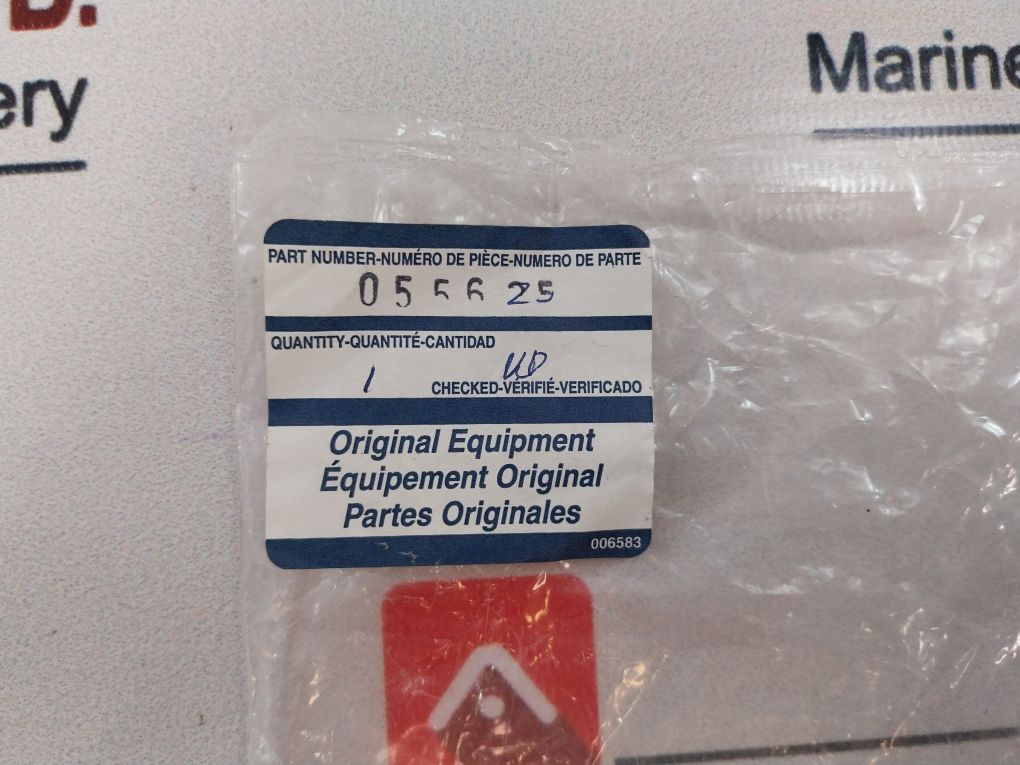 D.
ery
Marine
PART NUMBER-NUMÉRO DE PIÈCE-NUMERO DE PARTE
055625
QUANTITY-QUANTITÉ-CANTIDAD
1
CHECKED-VÉRIFIÉ-VERIFICADO
Original Equipment
Équipement Original
Partes Originales
006583